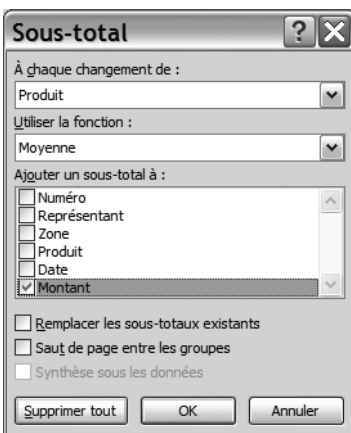 Sous-total
À chaque changement de :
Produit
Utiliser la fonction :
Moyenne
Ajouter un sous-total à :
Numéro
Représentant
Zone
Produit
Date
Montant
Remplacer les sous-totaux existants
Saut de page entre les groupes
Synthèse sous les données
Supprimer tout OK Annuler